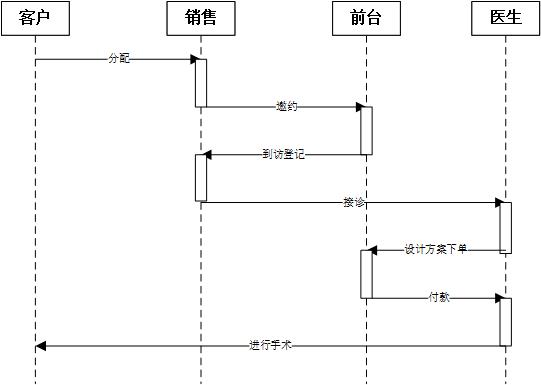 客户 销售 前台 医生
分配
邀约
到访登记
接诊
设计方案下单
付款
进行手术